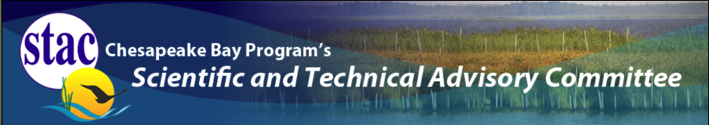 stac
Chesapeake Bay Program's
Scientific and Technical Advisory Committee